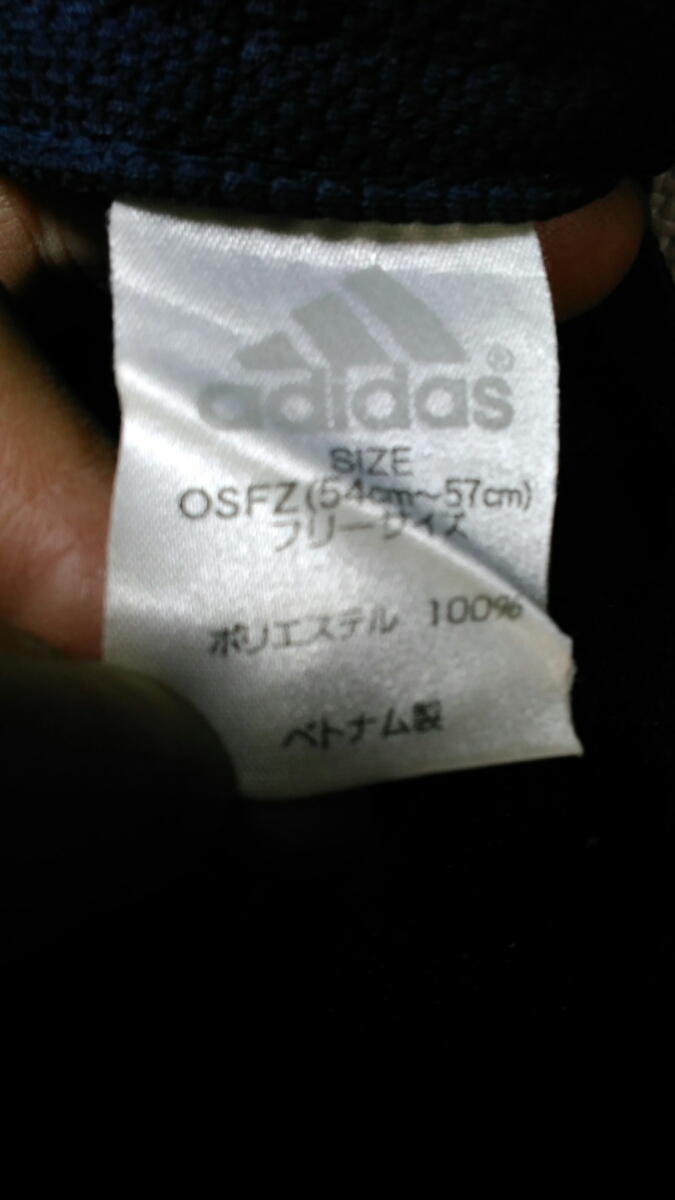 adidas®
SIZE
OSFZ(54cm~57cm)
フリーサイズ
ポリエステル 100%
ベトナム製